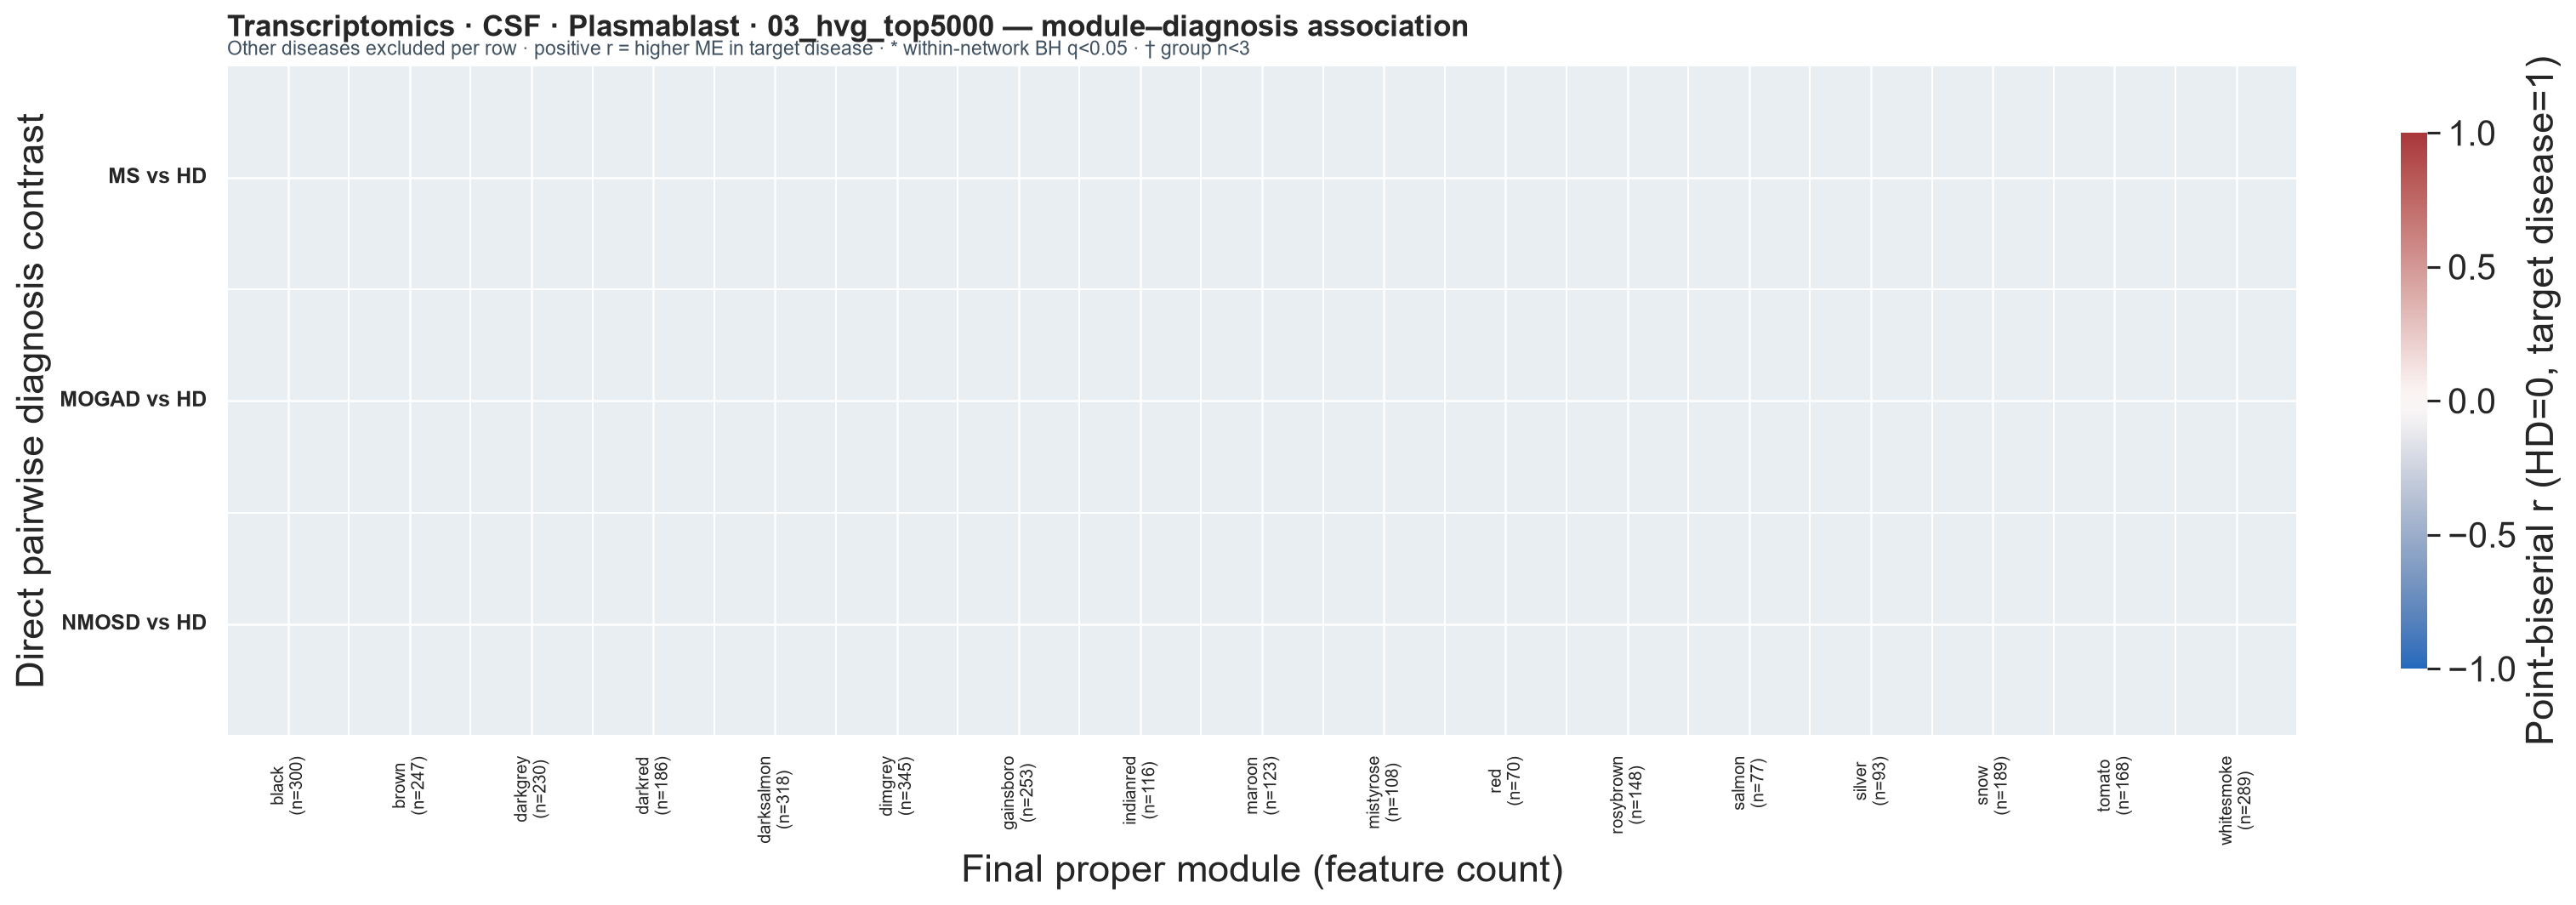 Transcriptomics · CSF · Plasmablast · 03_hvg_top5000 — module–diagnosis association
Other diseases excluded per row · positive r = higher ME in target disease · * within-network BH q<0.05 · † group n<3
Direct pairwise diagnosis contrast
MS vs HD
MOGAD vs HD
NMOSD vs HD
black
(n=300)
brown
(n=247)
darkgrey
(n=230)
darkred
(n=186)
darksalmon
(n=318)
dimgrey
(n=345)
gainsboro
(n=253)
indianred
(n=116)
maroon
(n=123)
mistyrose
(n=108)
red
(n=70)
rosybrown
(n=148)
salmon
(n=77)
silver
(n=93)
snow
(n=189)
tomato
(n=168)
whitesmoke
(n=289)
Final proper module (feature count)
1.0
0.5
0.0
−0.5
−1.0
Point-biserial r (HD=0, target disease=1)